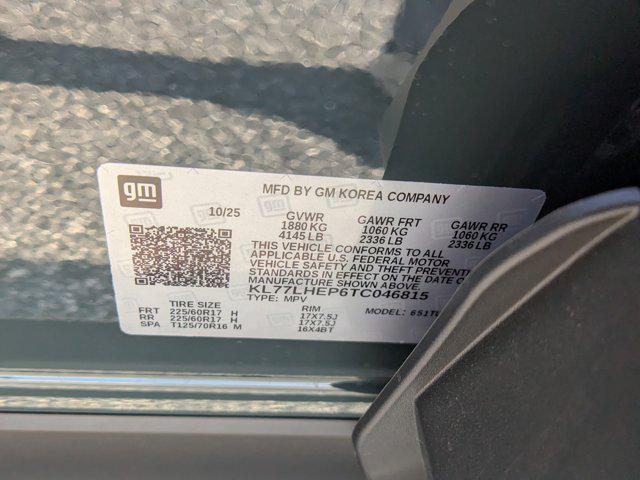 gm
MFD BY GM KOREA COMPANY
10/25 GVWR GAWR FRT GAWR RR
1880 KG 1060 KG 1060 KG
4145 LB 2336 LB 2336 LB
THIS VEHICLE CONFORMS TO ALL
APPLICABLE U.S. FEDERAL MOTOR
VEHICLE SAFETY AND THEFT PREVENTION
STANDARDS IN EFFECT ON THE DATE OF
MANUFACTURE SHOWN ABOVE.
KL77LHEP6TC046815
TYPE: MPV MODEL:
TIRE SIZE RIM
FRT 225/60R17 H 17X7.5J
RR 225/60R17 H 17X7.5J
SPA T125/70R16 M 16X4BT